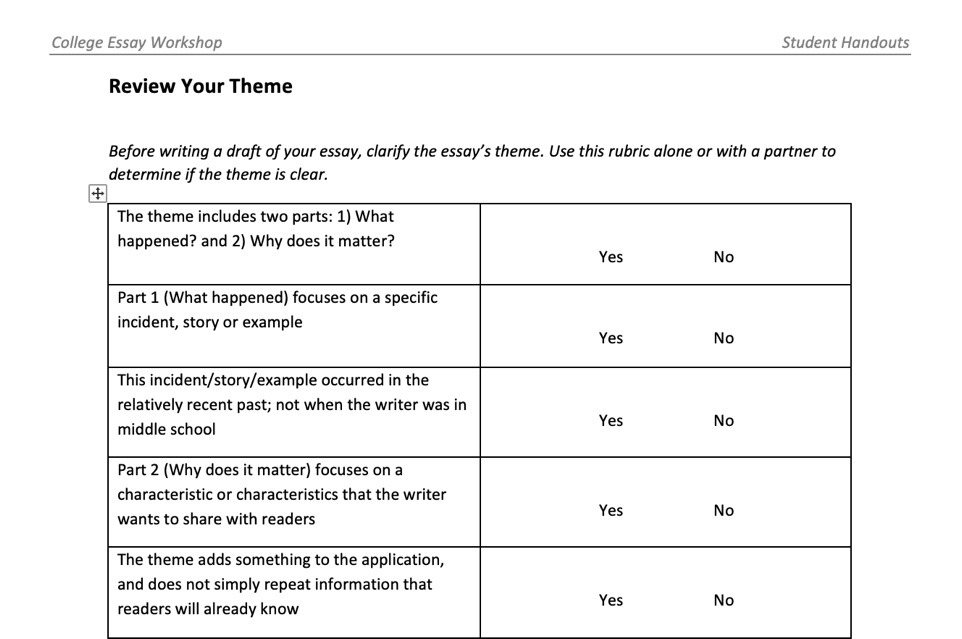 College Essay Workshop Student Handouts
Review Your Theme
Before writing a draft of your essay, clarify the essay’s theme. Use this rubric alone or with a partner to
determine if the theme is clear.
The theme includes two parts: 1) What
happened? and 2) Why does it matter?
Yes No
Part 1 (What happened) focuses on a specific
incident, story or example
Yes No
This incident/story/example occurred in the
relatively recent past; not when the writer was in
middle school
Yes No
Part 2 (Why does it matter) focuses on a
characteristic or characteristics that the writer
wants to share with readers
Yes No
The theme adds something to the application,
and does not simply repeat information that
readers will already know
Yes No